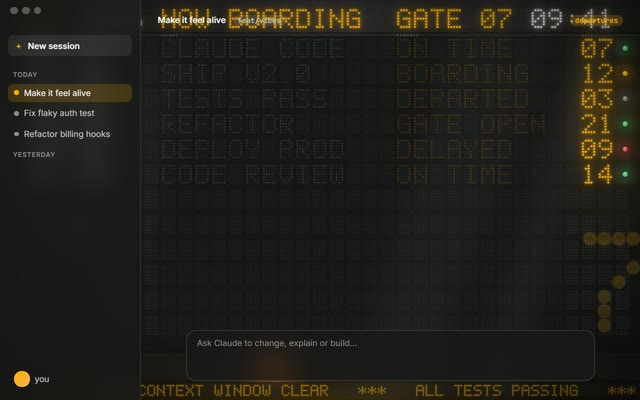 NOW BOARDING GATE 07 09:41
Make it feel alive
departures
+ New session
TODAY
Make it feel alive
Fix flaky auth test
Refactor billing hooks
YESTERDAY
CLAUDE CODE ON TIME 07
SHIP V2.0 BOARDING 12
TESTS PASS DEPARTED 03
REFACTOR GATE OPEN 21
DEPLOY PRO DELAYED 09
CODE REVIEW ON TIME 14
Ask Claude to change, explain or build...
you
CONTEXT WINDOW CLEAR *** ALL TESTS PASSING ***